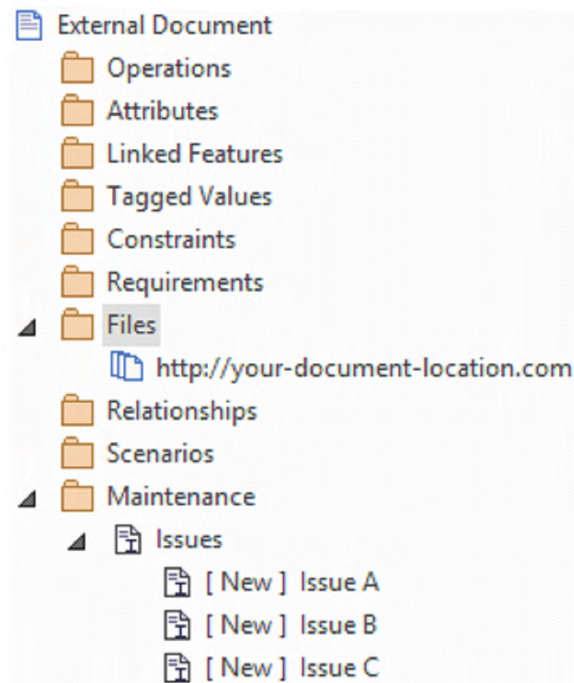 External Document
Operations
Attributes
Linked Features
Tagged Values
Constraints
Requirements
Files
http://your-document-location.com
Relationships
Scenarios
Maintenance
Issues
[ New ] Issue A
[ New ] Issue B
[ New ] Issue C